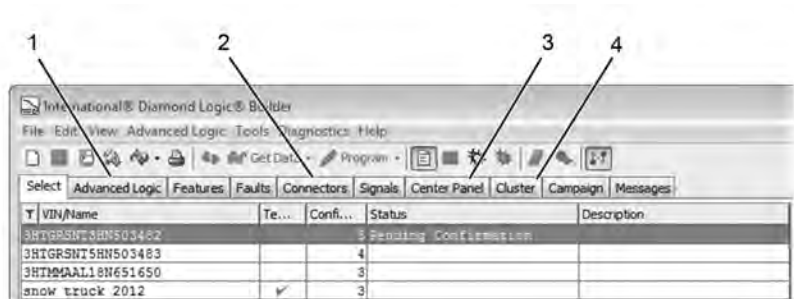 1 2 3 4
International® Diamond Logic® Builder
File Edit View Advanced Logic Tools Diagnostics Help
Get Data Program
Select Advanced Logic Features Faults Connectors Signals Center Panel Cluster Campaign Messages
T VIN/Name Te... Confi... Status Description
3HTGRSNT3HN503482 5 Pending Confirmation
3HTGRSNT5HN503483 4
3HTMMAAL18N651650 3
snow truck 2012 3